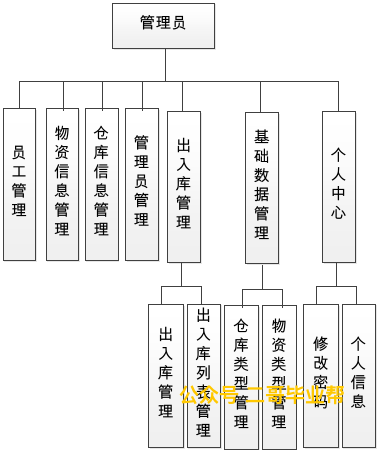 管理员
员工管理
物资信息管理
仓库信息管理
管理员管理
出入库管理
基础数据管理
个人中心
出入库管理
出入库列表管理
仓库类型管理
物资类型管理
修改密码
个人信息
公众号 二哥毕业帮